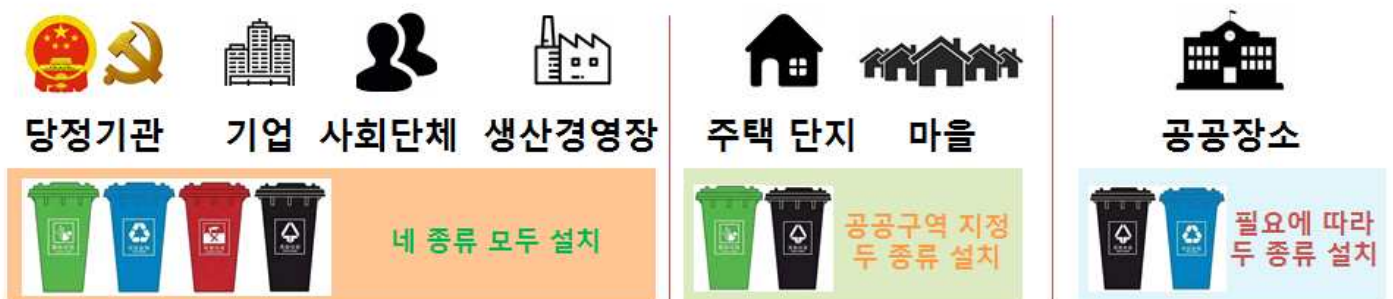 당정기관 기업 사회단체 생산경영장 주택 단지 마을 공공장소
네 종류 모두 설치
공공구역 지정
두 종류 설치
필요에 따라
두 종류 설치